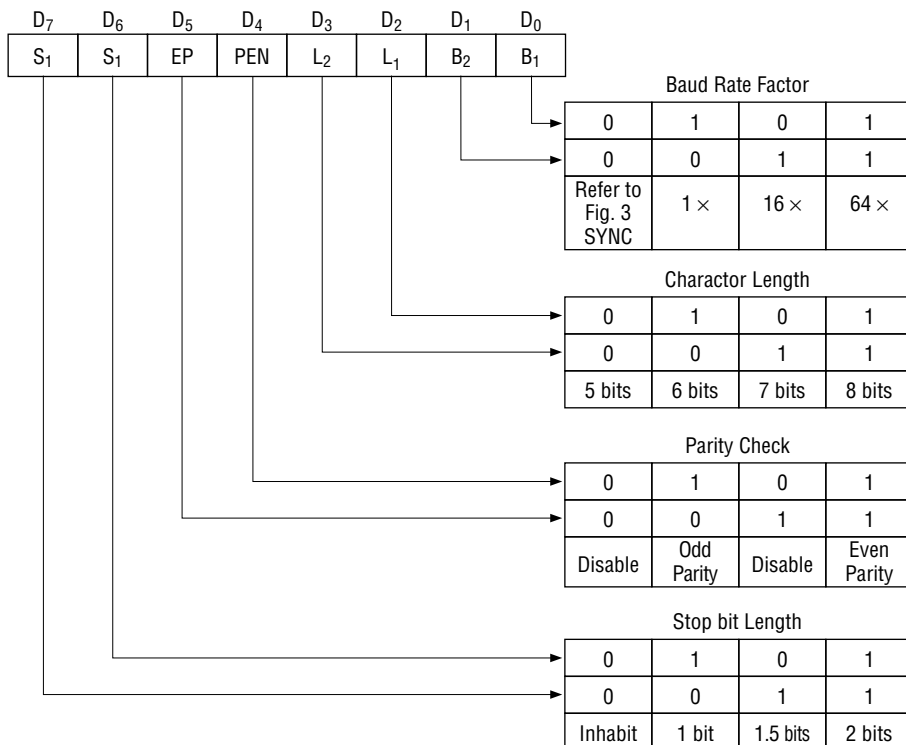 D₇ D₆ D₅ D₄ D₃ D₂ D₁ D₀
S₁ S₁ EP PEN L₂ L₁ B₂ B₁
Baud Rate Factor
0 1 0 1
0 0 1 1
Refer to
Fig. 3
SYNC 1 × 16 × 64 ×
Charactor Length
0 1 0 1
0 0 1 1
5 bits 6 bits 7 bits 8 bits
Parity Check
0 1 0 1
0 0 1 1
Disable Odd
Parity Disable Even
Parity
Stop bit Length
0 1 0 1
0 0 1 1
Inhabit 1 bit 1.5 bits 2 bits